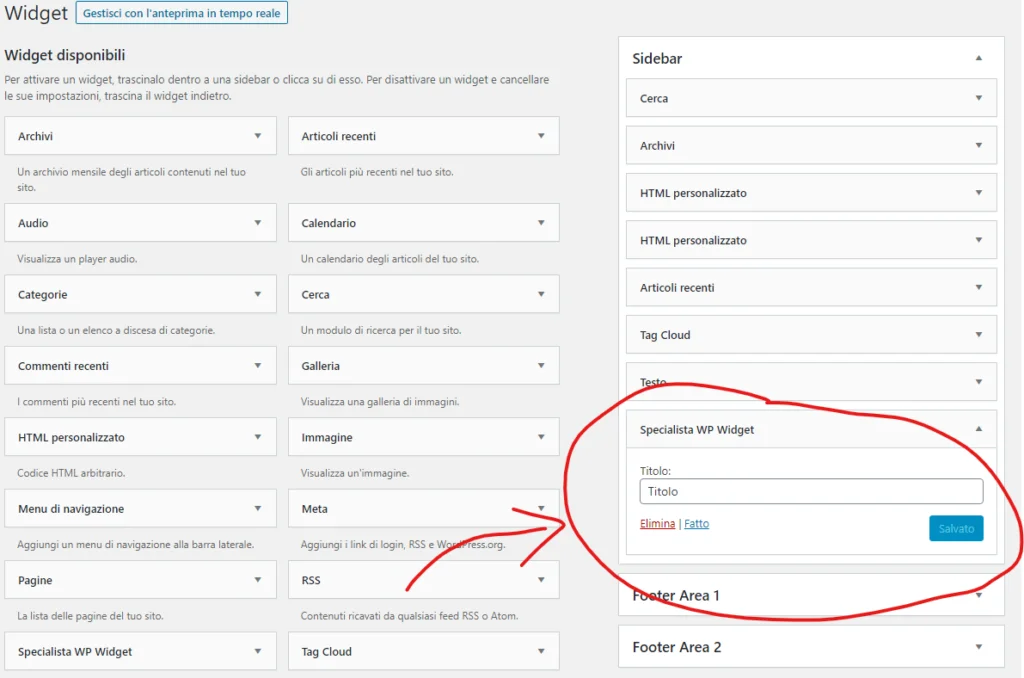 Widget
Gestisci con l'anteprima in tempo reale
Widget disponibili
Per attivare un widget, trascinalo dentro a una sidebar o clicca su di esso. Per disattivare un widget e cancellare
le sue impostazioni, trascina il widget indietro.
Archivi
Articoli recenti
Un archivio mensile degli articoli contenuti nel tuo
sito.
Gli articoli più recenti nel tuo sito.
Audio
Calendario
Visualizza un player audio.
Un calendario degli articoli del tuo sito.
Categorie
Cerca
Una lista o un elenco a discesa di categorie.
Un modulo di ricerca per il tuo sito.
Commenti recenti
Galleria
I commenti più recenti nel tuo sito.
Visualizza una galleria di immagini.
HTML personalizzato
Immagine
Codice HTML arbitrario.
Visualizza un'immagine.
Menu di navigazione
Meta
Aggiungi un menu di navigazione alla barra laterale.
Aggiungi i link di login, RSS e WordPress.org.
Pagine
RSS
La lista delle pagine del tuo sito.
Contenuti ricavati da qualsiasi feed RSS o Atom.
Specialista WP Widget
Tag Cloud
Sidebar
Cerca
Archivi
HTML personalizzato
HTML personalizzato
Articoli recenti
Tag Cloud
Testo
Specialista WP Widget
Titolo:
Titolo
Elimina | Fatto
Salvato
Footer Area 1
Footer Area 2